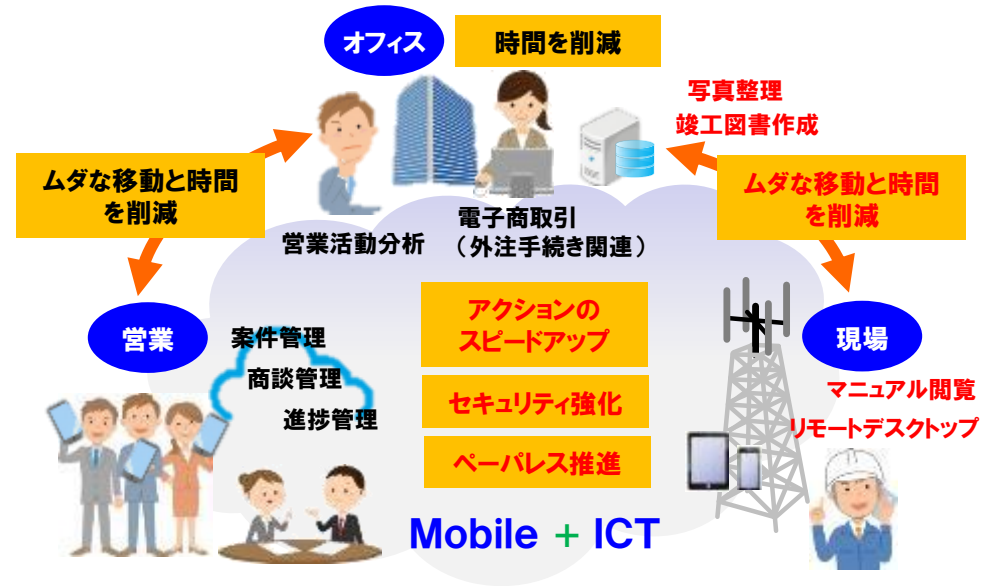 オフィス
時間を削減
写真整理
竣工図書作成
ムダな移動と時間
を削減
ムダな移動と時間
を削減
営業活動分析
電子商取引
（外注手続き関連）
営業
案件管理
商談管理
進捗管理
アクションの
スピードアップ
セキュリティ強化
ペーパレス推進
現場
マニュアル閲覧
リモートデスクトップ
Mobile + ICT